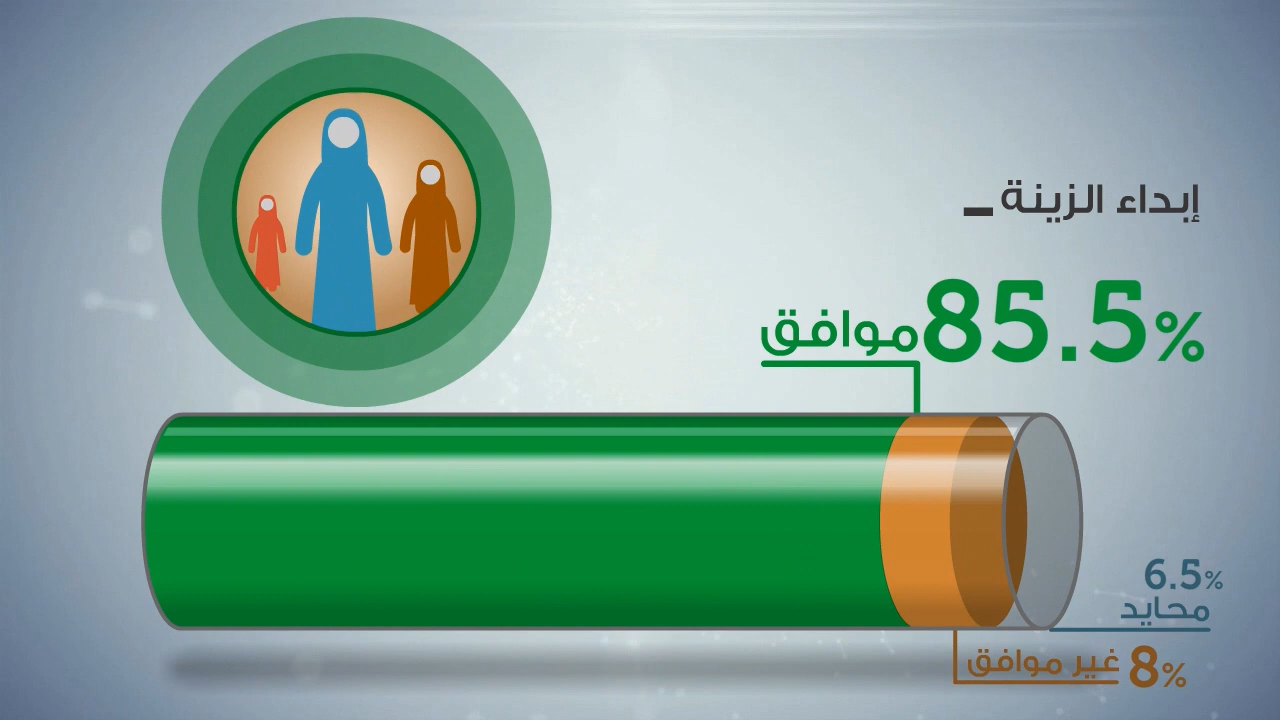 إبداء الزينة _
85.5% موافق
6.5%
محايد
8% غير موافق